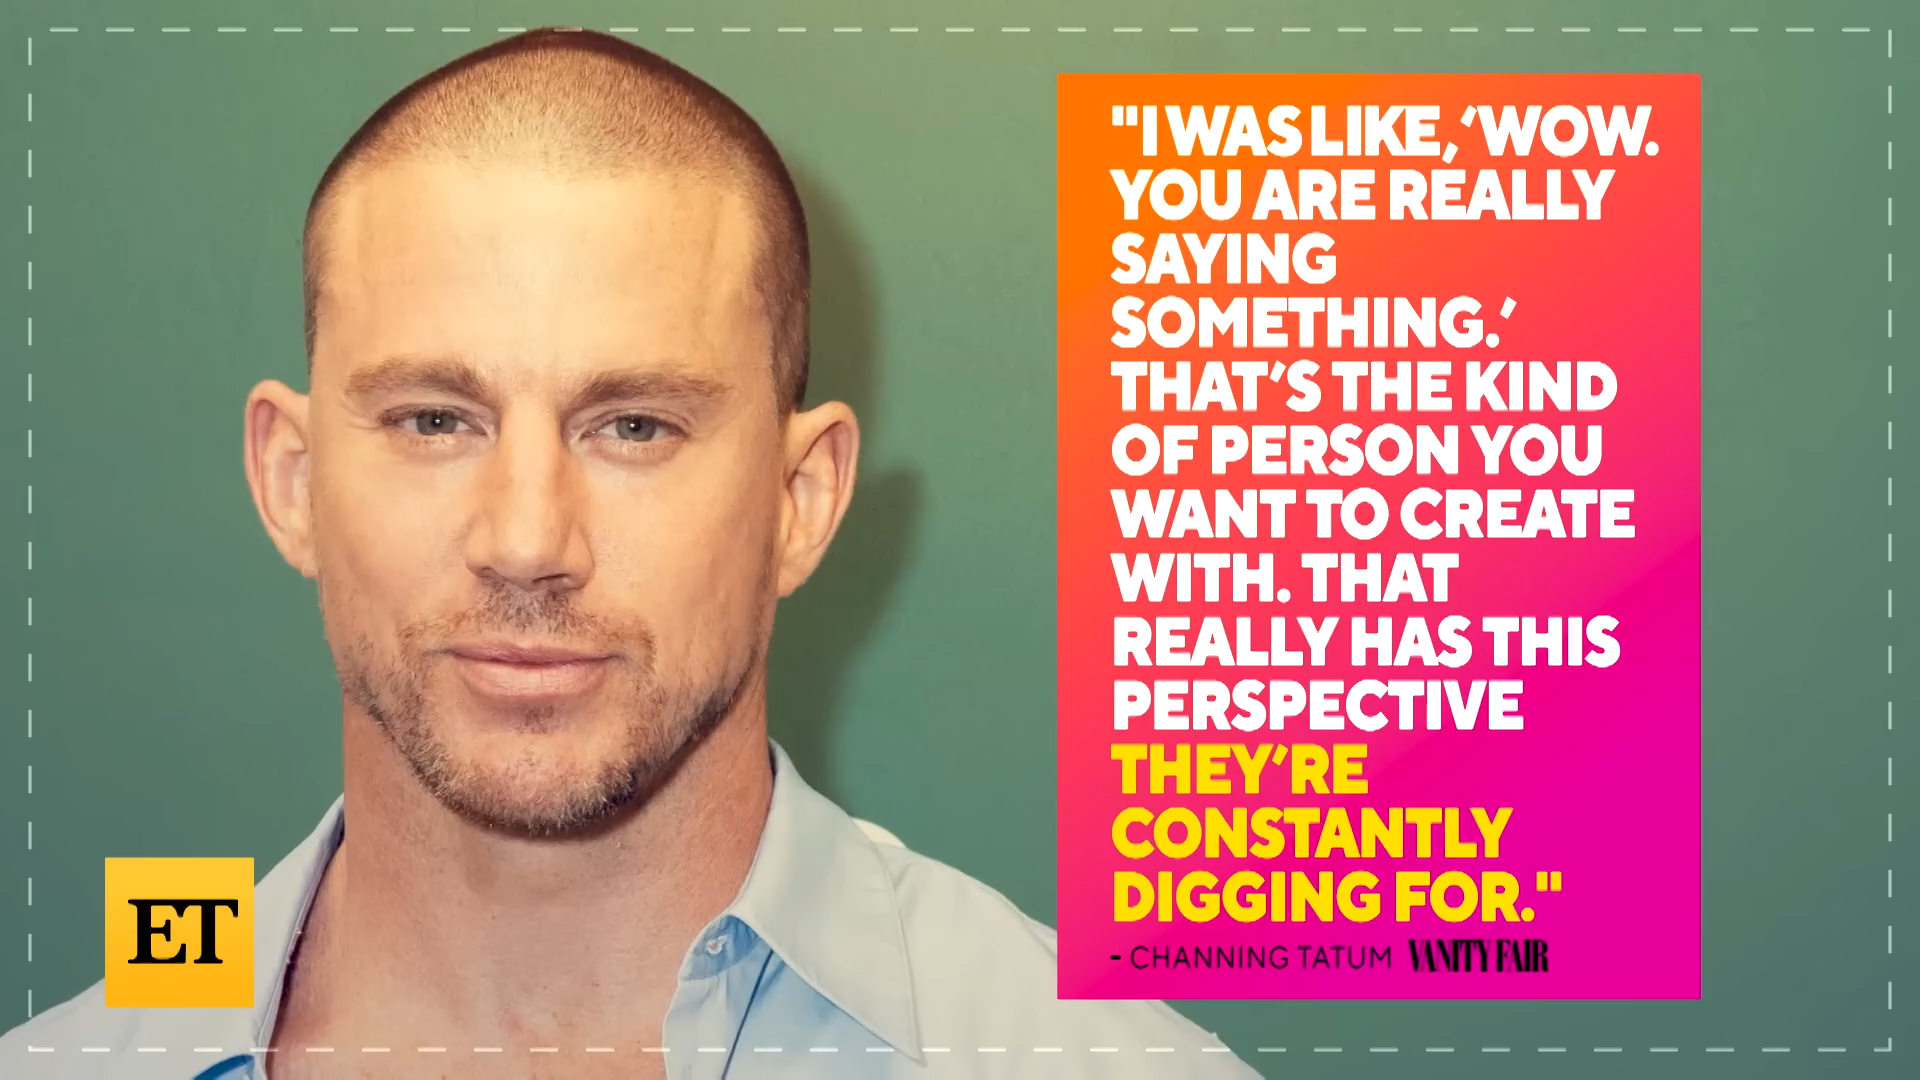 "I WAS LIKE, 'WOW.
YOU ARE REALLY
SAYING
SOMETHING.'
THAT'S THE KIND
OF PERSON YOU
WANT TO CREATE
WITH. THAT
REALLY HAS THIS
PERSPECTIVE
THEY'RE
CONSTANTLY
DIGGING FOR."
- CHANNING TATUM VANITY FAIR
ET